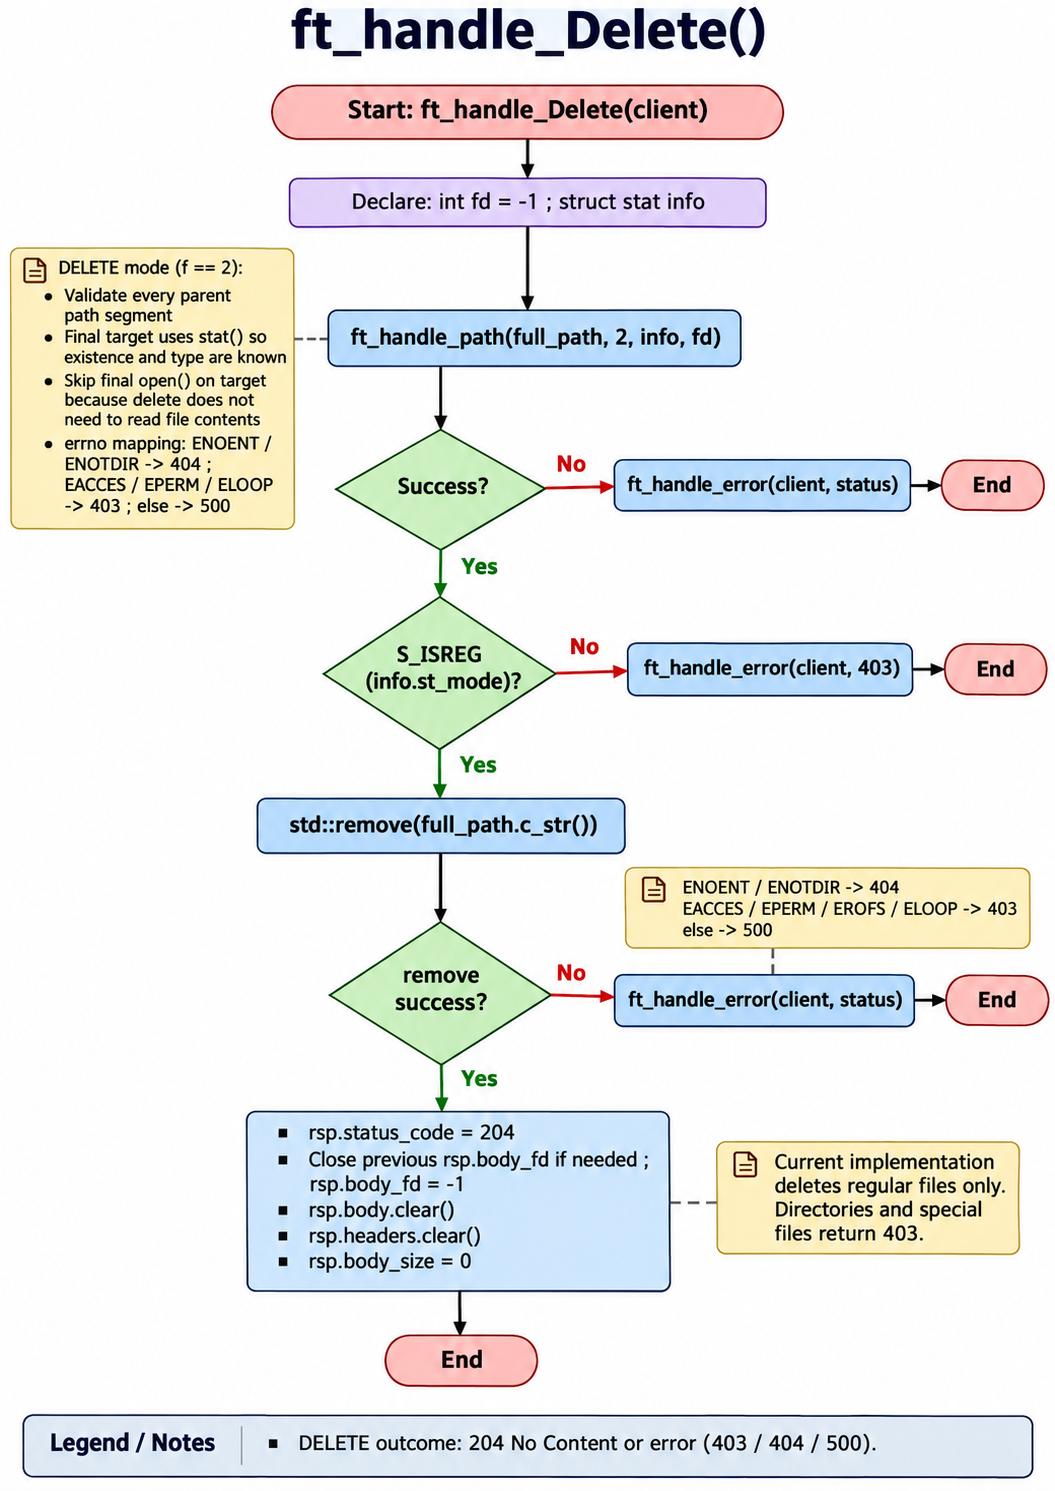 ft_handle_Delete()
Start: ft_handle_Delete(client)
Declare: int fd = -1 ; struct stat info
DELETE mode (f == 2):
● Validate every parent
path segment
● Final target uses stat() so
existence and type are known
● Skip final open() on target
because delete does not
need to read file contents
● errno mapping: ENOENT /
ENOTDIR -> 404 ;
EACCES / EPERM / ELOOP
-> 403 ; else -> 500
ft_handle_path(full_path, 2, info, fd)
Success?
No
ft_handle_error(client, status)
End
Yes
S_ISREG
(info.st_mode)?
No
ft_handle_error(client, 403)
End
Yes
std::remove(full_path.c_str())
ENOENT / ENOTDIR -> 404
EACCES / EPERM / EROFS / ELOOP -> 403
else -> 500
remove
success?
No
ft_handle_error(client, status)
End
Yes
▪ rsp.status_code = 204
▪ Close previous rsp.body_fd if needed ;
rsp.body_fd = -1
▪ rsp.body.clear()
▪ rsp.headers.clear()
▪ rsp.body_size = 0
Current implementation
deletes regular files only.
Directories and special
files return 403.
End
Legend / Notes
▪ DELETE outcome: 204 No Content or error (403 / 404 / 500).